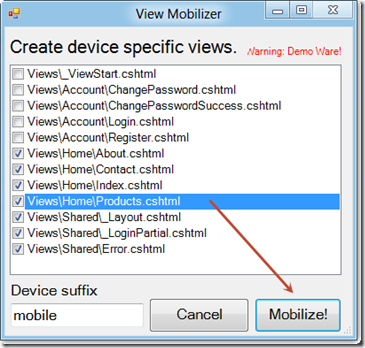 View Mobilizer
Create device specific views. Warning: Demo Ware!
Views\_ViewStart.cshtml
Views\Account\ChangePassword.cshtml
Views\Account\ChangePasswordSuccess.cshtml
Views\Account\Login.cshtml
Views\Account\Register.cshtml
Views\Home\About.cshtml
Views\Home\Contact.cshtml
Views\Home\Index.cshtml
Views\Home\Products.cshtml
Views\Shared\_Layout.cshtml
Views\Shared\_LoginPartial.cshtml
Views\Shared\Error.cshtml
Device suffix
mobile
Cancel
Mobilize!